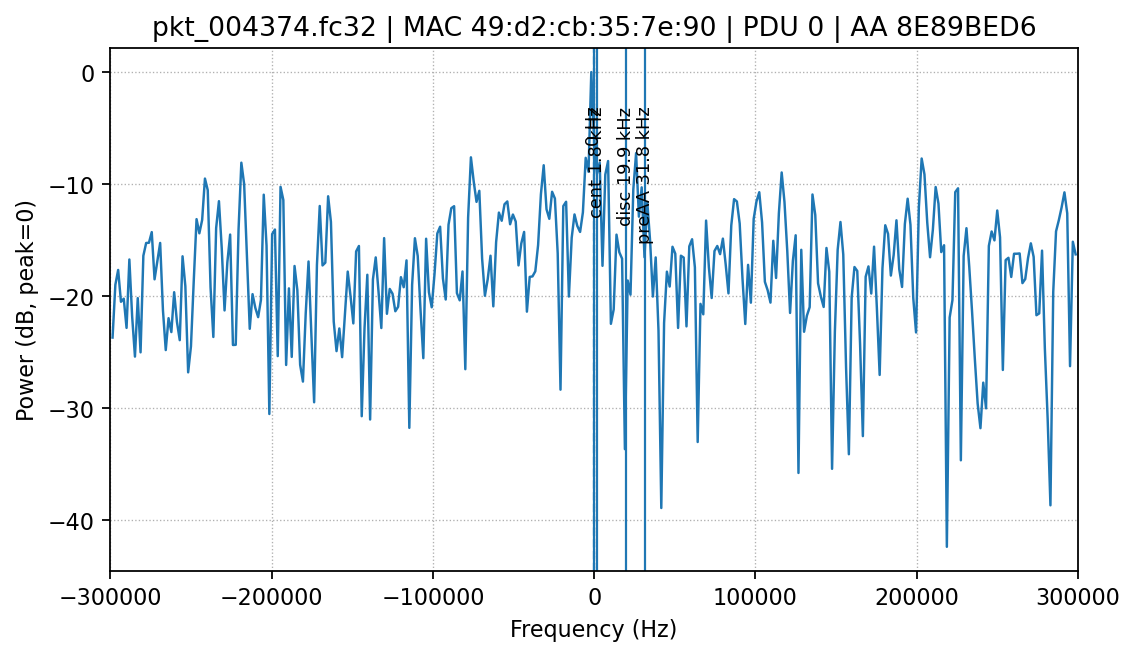 pkt_004374.fc32 | MAC 49:d2:cb:35:7e:90 | PDU 0 | AA 8E89BED6
Power (dB, peak=0)
0
−10
−20
−30
−40
cent 1.8 kHz
disc 19.9 kHz
preAA 31.8 kHz
−300000
−200000
−100000
0
100000
200000
300000
Frequency (Hz)